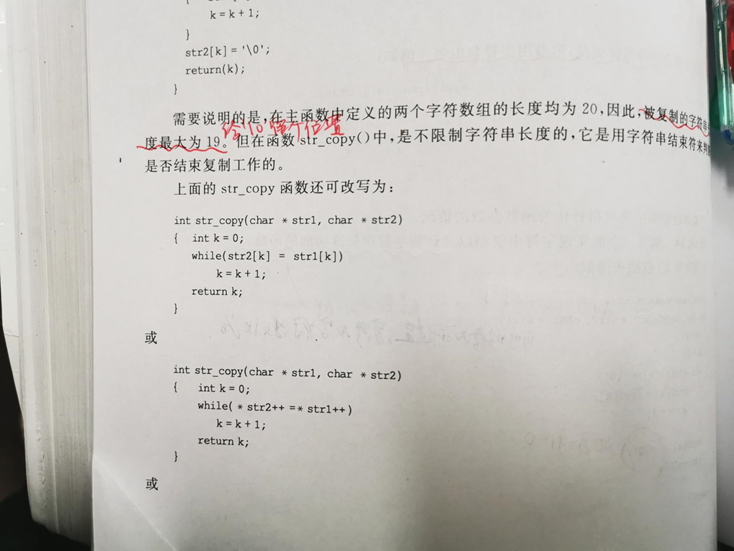 k = k + 1;
}
str2[k] = '\0';
return(k);
}
需要说明的是,在主函数中定义的两个字符数组的长度均为 20,因此,被复制的字符串
给'\0'留个位置
度最大为 19。但在函数 str_copy()中,是不限制字符串长度的,它是用字符串结束符来判
是否结束复制工作的。
上面的 str_copy 函数还可改写为:
int str_copy(char * str1, char * str2)
{ int k = 0;
while(str2[k] = str1[k])
k = k + 1;
return k;
}
或
int str_copy(char * str1, char * str2)
{ int k = 0;
while( * str2++ = * str1++ )
k = k + 1;
return k;
}
或